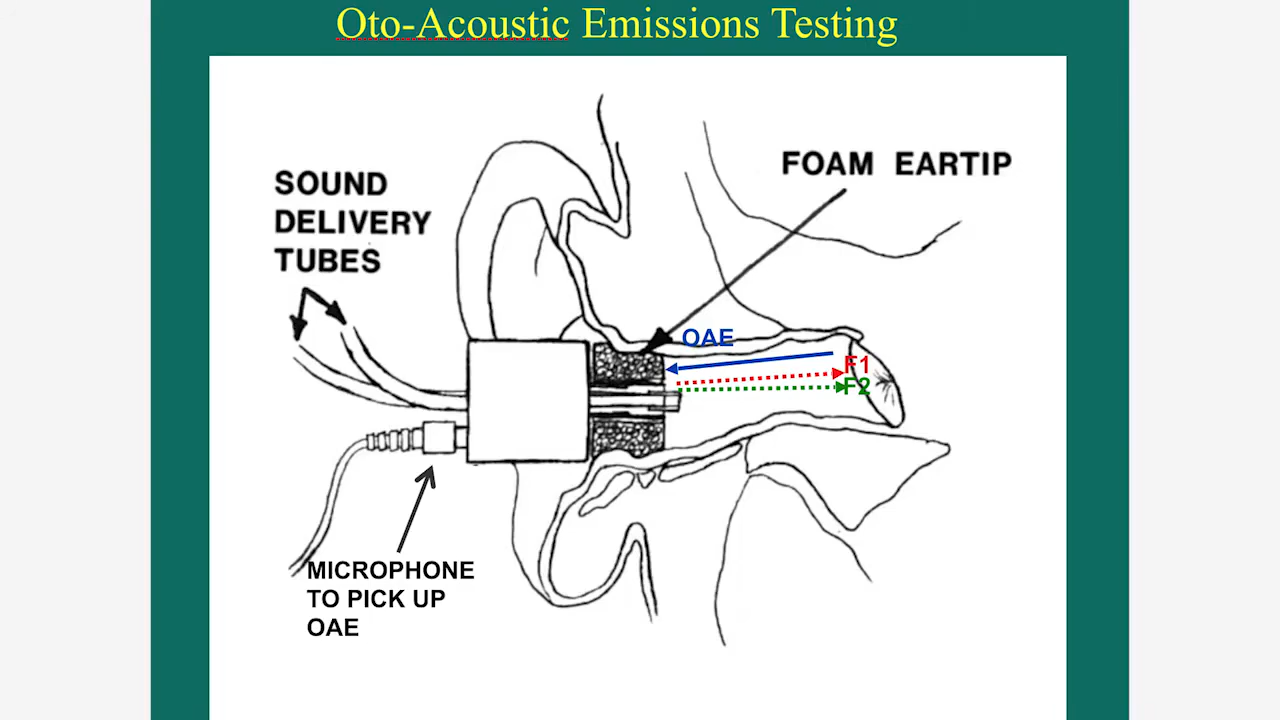 Oto-Acoustic Emissions Testing
SOUND
DELIVERY
TUBES
FOAM EARTIP
OAE
F1
F2
MICROPHONE
TO PICK UP
OAE